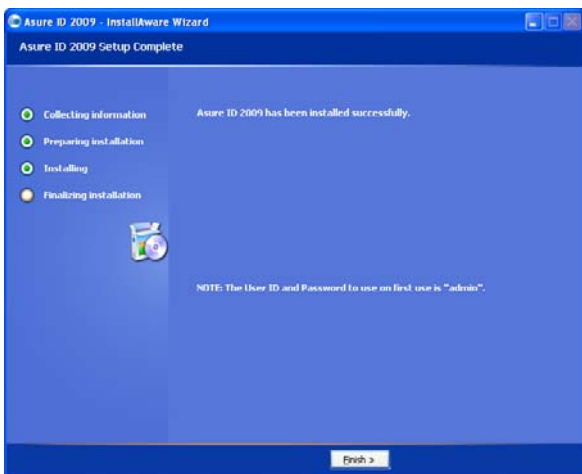 Asure ID 2009 - InstallAware Wizard
Asure ID 2009 Setup Complete
Collecting information
Asure ID 2009 has been installed successfully.
Preparing installation
Installing
Finalizing installation
NOTE: The User ID and Password to use on first use is "admin".
Finish >